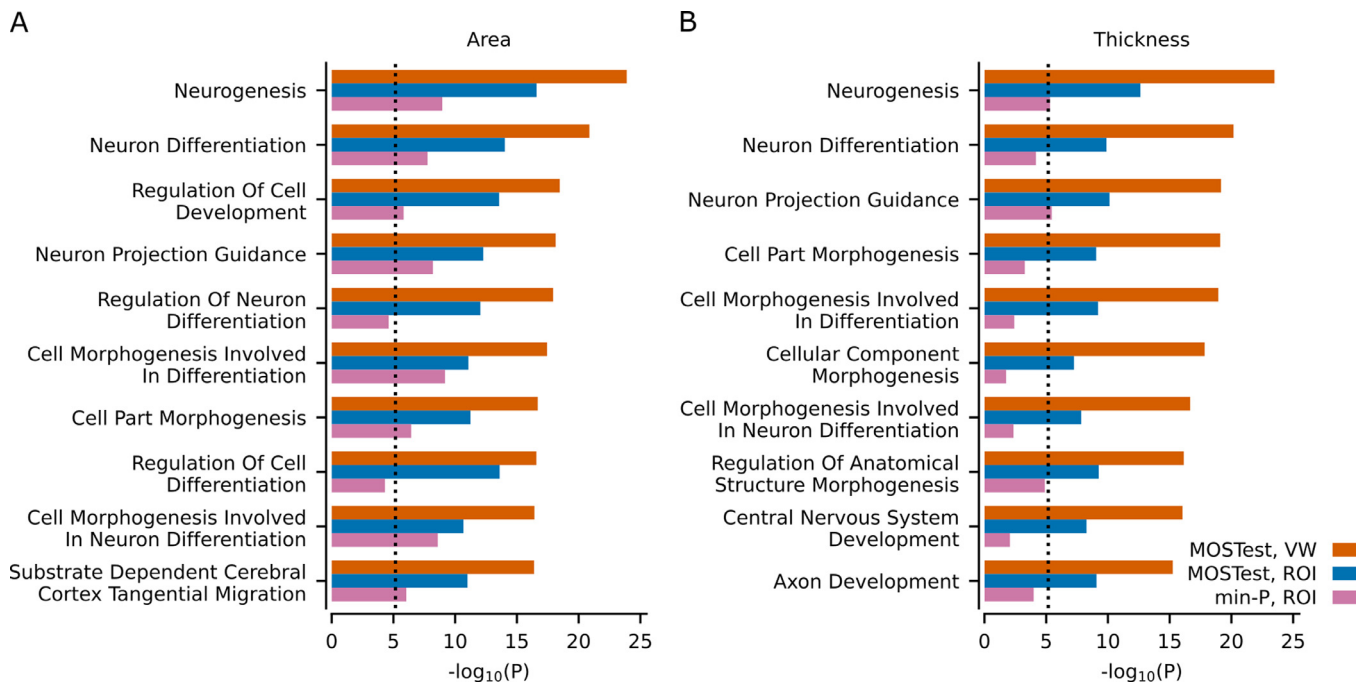 A
Area
Neurogenesis
Neuron Differentiation
Regulation Of Cell
Development
Neuron Projection Guidance
Regulation Of Neuron
Differentiation
Cell Morphogenesis Involved
In Differentiation
Cell Part Morphogenesis
Regulation Of Cell
Differentiation
Cell Morphogenesis Involved
In Neuron Differentiation
Substrate Dependent Cerebral
Cortex Tangential Migration
0 5 10 15 20 25
-log₁₀(P)
B
Thickness
Neurogenesis
Neuron Differentiation
Neuron Projection Guidance
Cell Part Morphogenesis
Cell Morphogenesis Involved
In Differentiation
Cellular Component
Morphogenesis
Cell Morphogenesis Involved
In Neuron Differentiation
Regulation Of Anatomical
Structure Morphogenesis
Central Nervous System
Development
Axon Development
0 5 10 15 20 25
-log₁₀(P)
MOSTest, VW
MOSTest, ROI
min-P, ROI